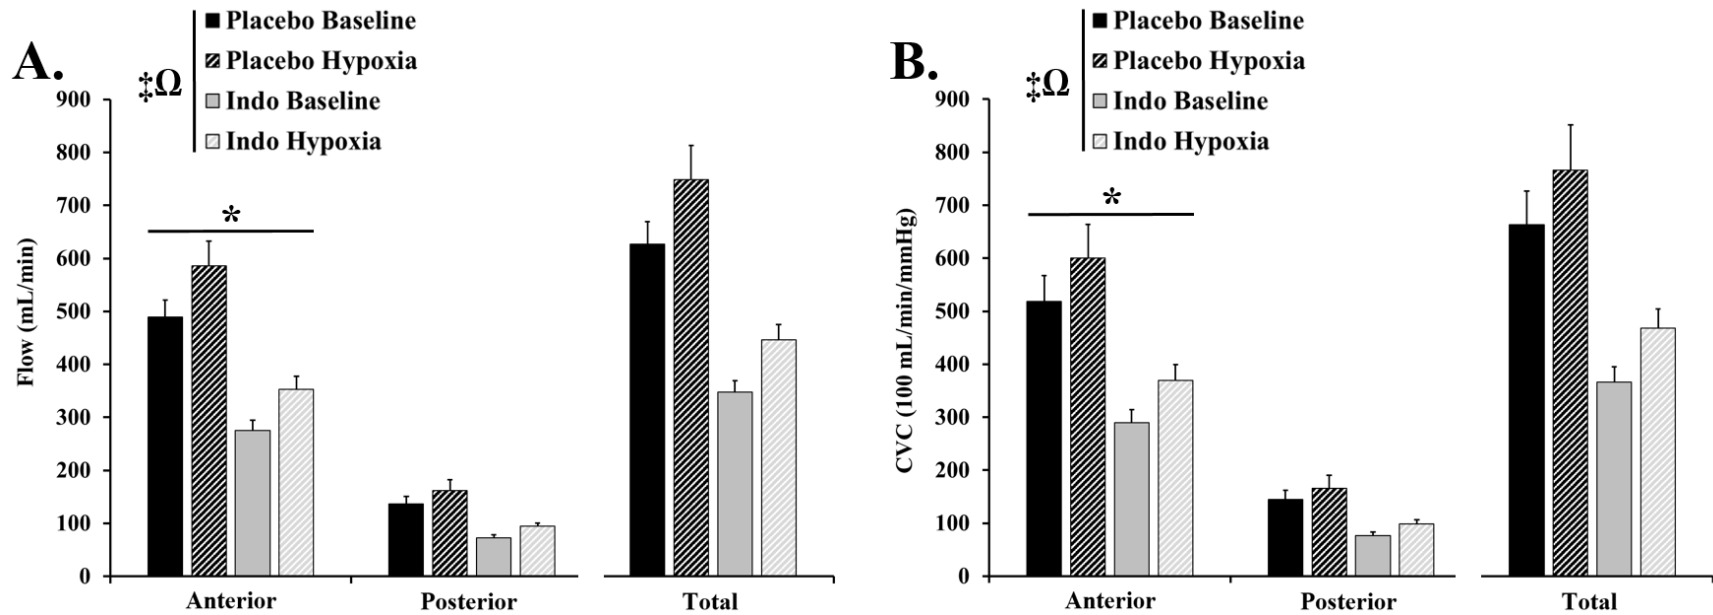 A.
‡Ω
Placebo Baseline
Placebo Hypoxia
Indo Baseline
Indo Hypoxia
Flow (mL/min)
900
800
700
600
500
400
300
200
100
0
*
Anterior
Posterior
Total
B.
‡Ω
Placebo Baseline
Placebo Hypoxia
Indo Baseline
Indo Hypoxia
CVC (100 mL/min/mmHg)
900
800
700
600
500
400
300
200
100
0
*
Anterior
Posterior
Total